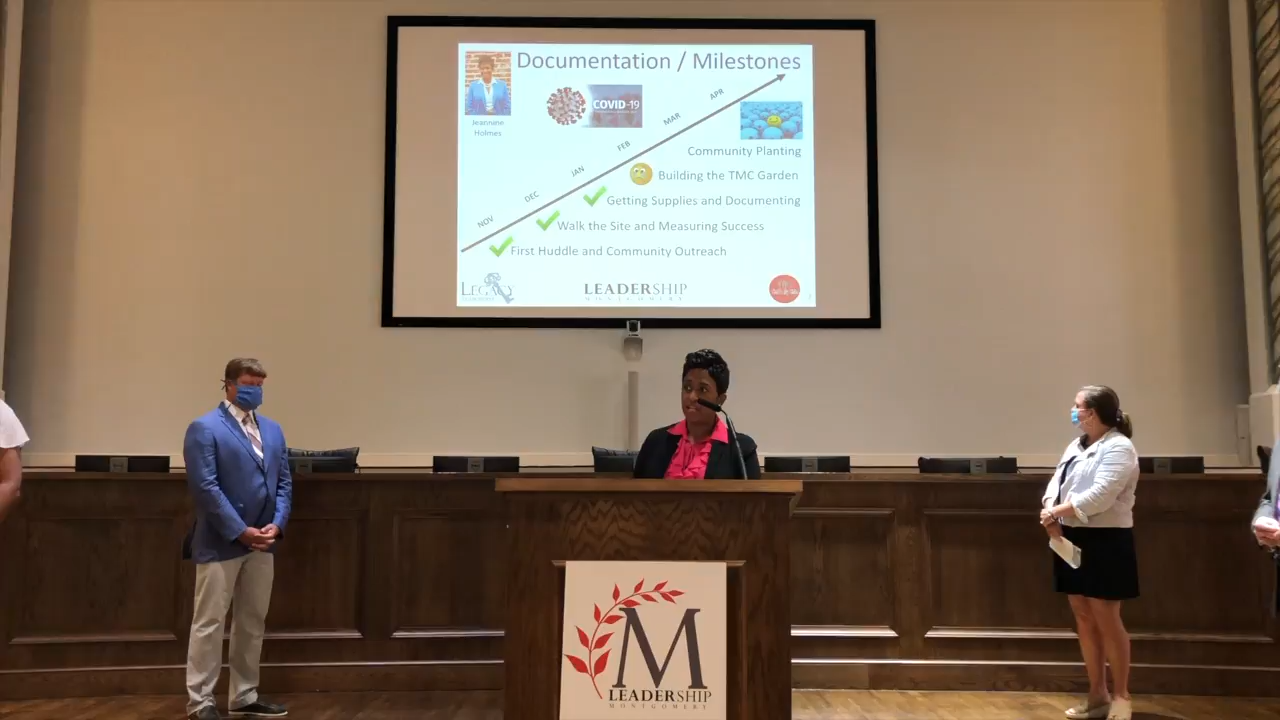 Documentation / Milestones
Jeannine
Holmes
COVID-19
NOV
DEC
JAN
FEB
MAR
APR
Community Planting
Building the TMC Garden
Getting Supplies and Documenting
Walk the Site and Measuring Success
First Huddle and Community Outreach
LEGACY
LEADERSHIP
MONTGOMERY
M
LEADERSHIP
MONTGOMERY